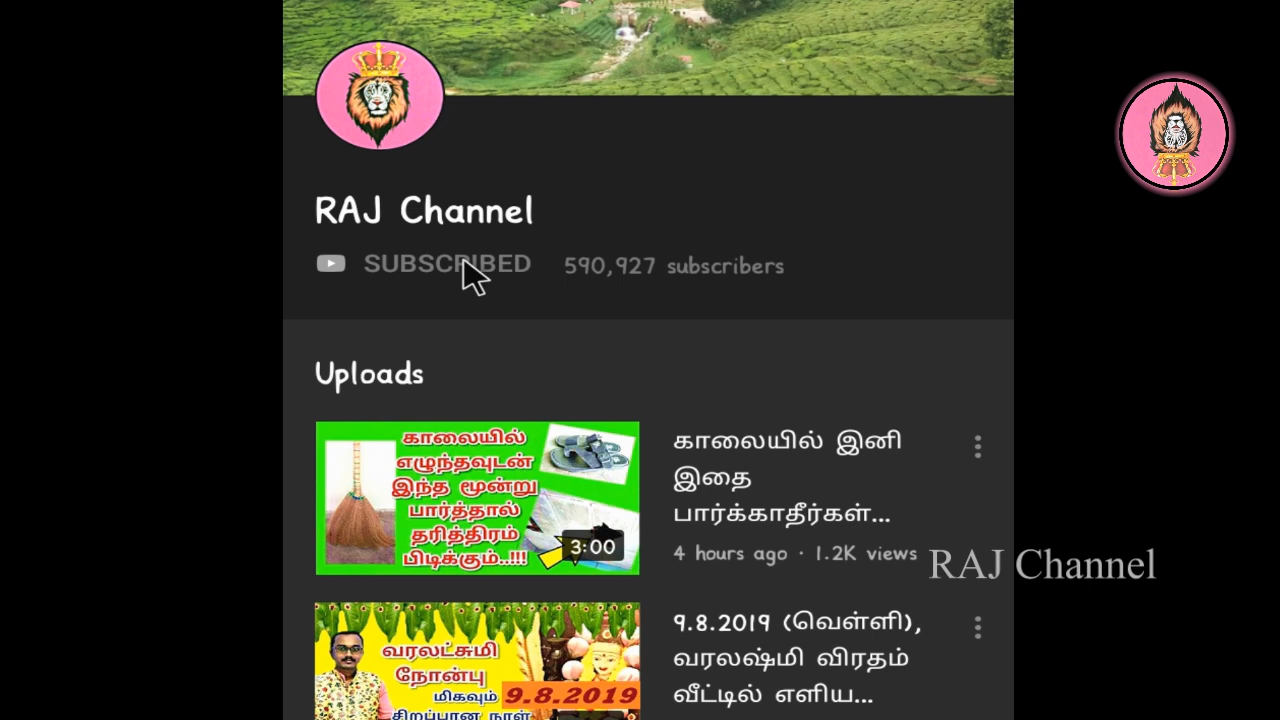 RAJ Channel
SUBSCRIBED 590,927 subscribers
Uploads
காலையில்
எழுந்தவுடன்
இந்த மூன்று
பார்த்தால்
தரித்திரம்
பிடிக்கும்..!!!
3:00
காலையில் இனி
இதை
பார்க்காதீர்கள்...
4 hours ago · 1.2K views
RAJ Channel
வரலட்சுமி
நோன்பு
மிகவும் 9.8.2019
சிறப்பான நாள்
9.8.2019 (வெள்ளி),
வரலஷ்மி விரதம்
வீட்டில் எளிய...